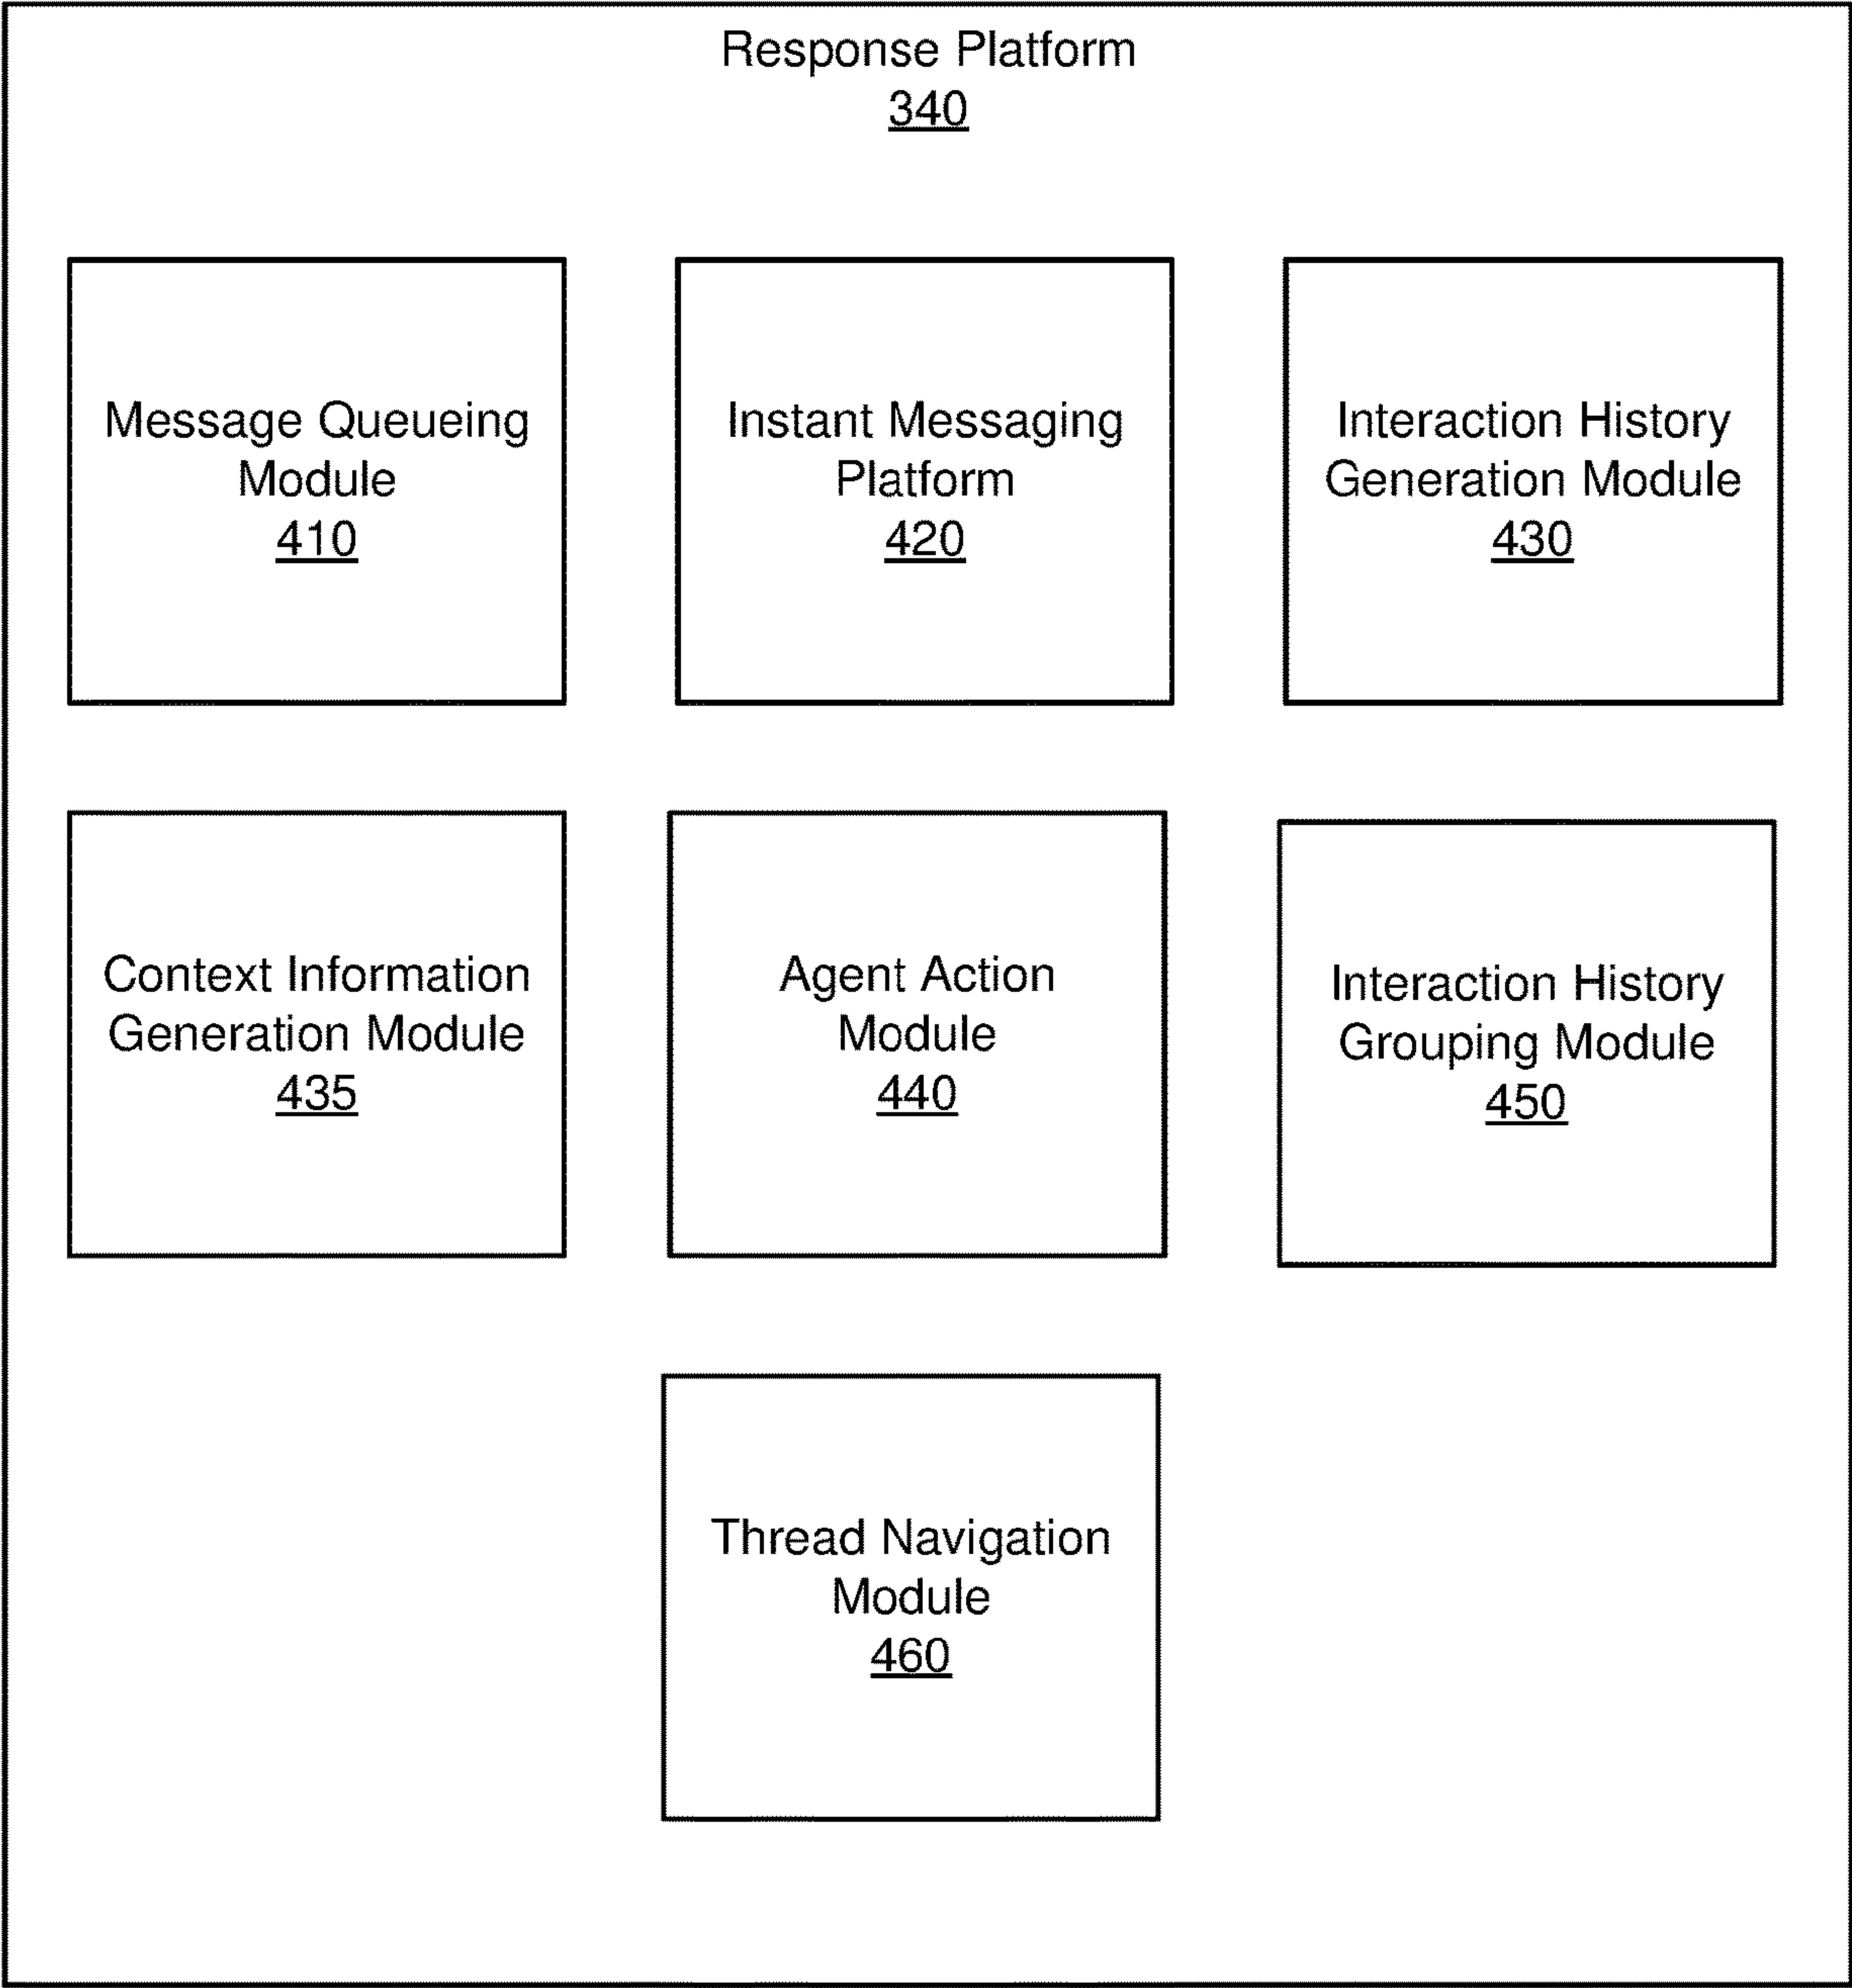 Response Platform
340
Message Queueing
Module
410
Instant Messaging
Platform
420
Interaction History
Generation Module
430
Context Information
Generation Module
435
Agent Action
Module
440
Interaction History
Grouping Module
450
Thread Navigation
Module
460